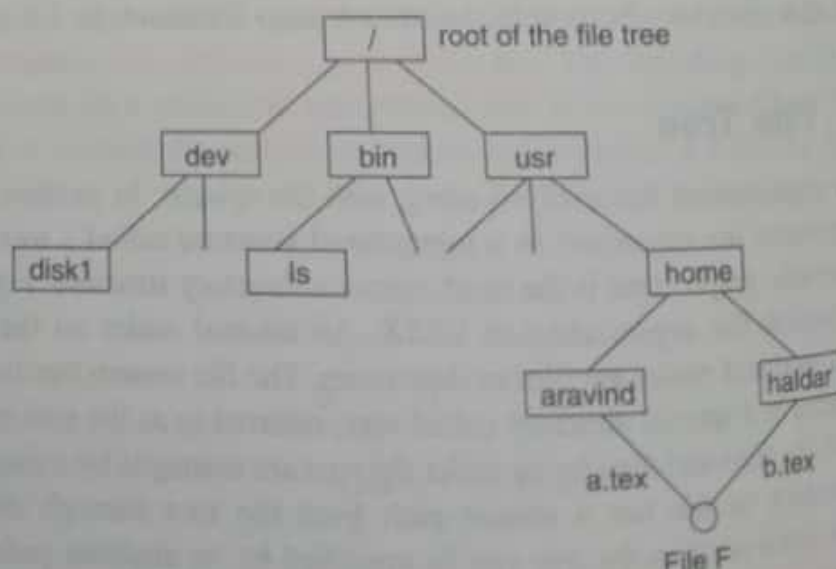 / root of the file tree
dev bin usr
disk1 ls home
aravind haldar
a.tex b.tex
File F